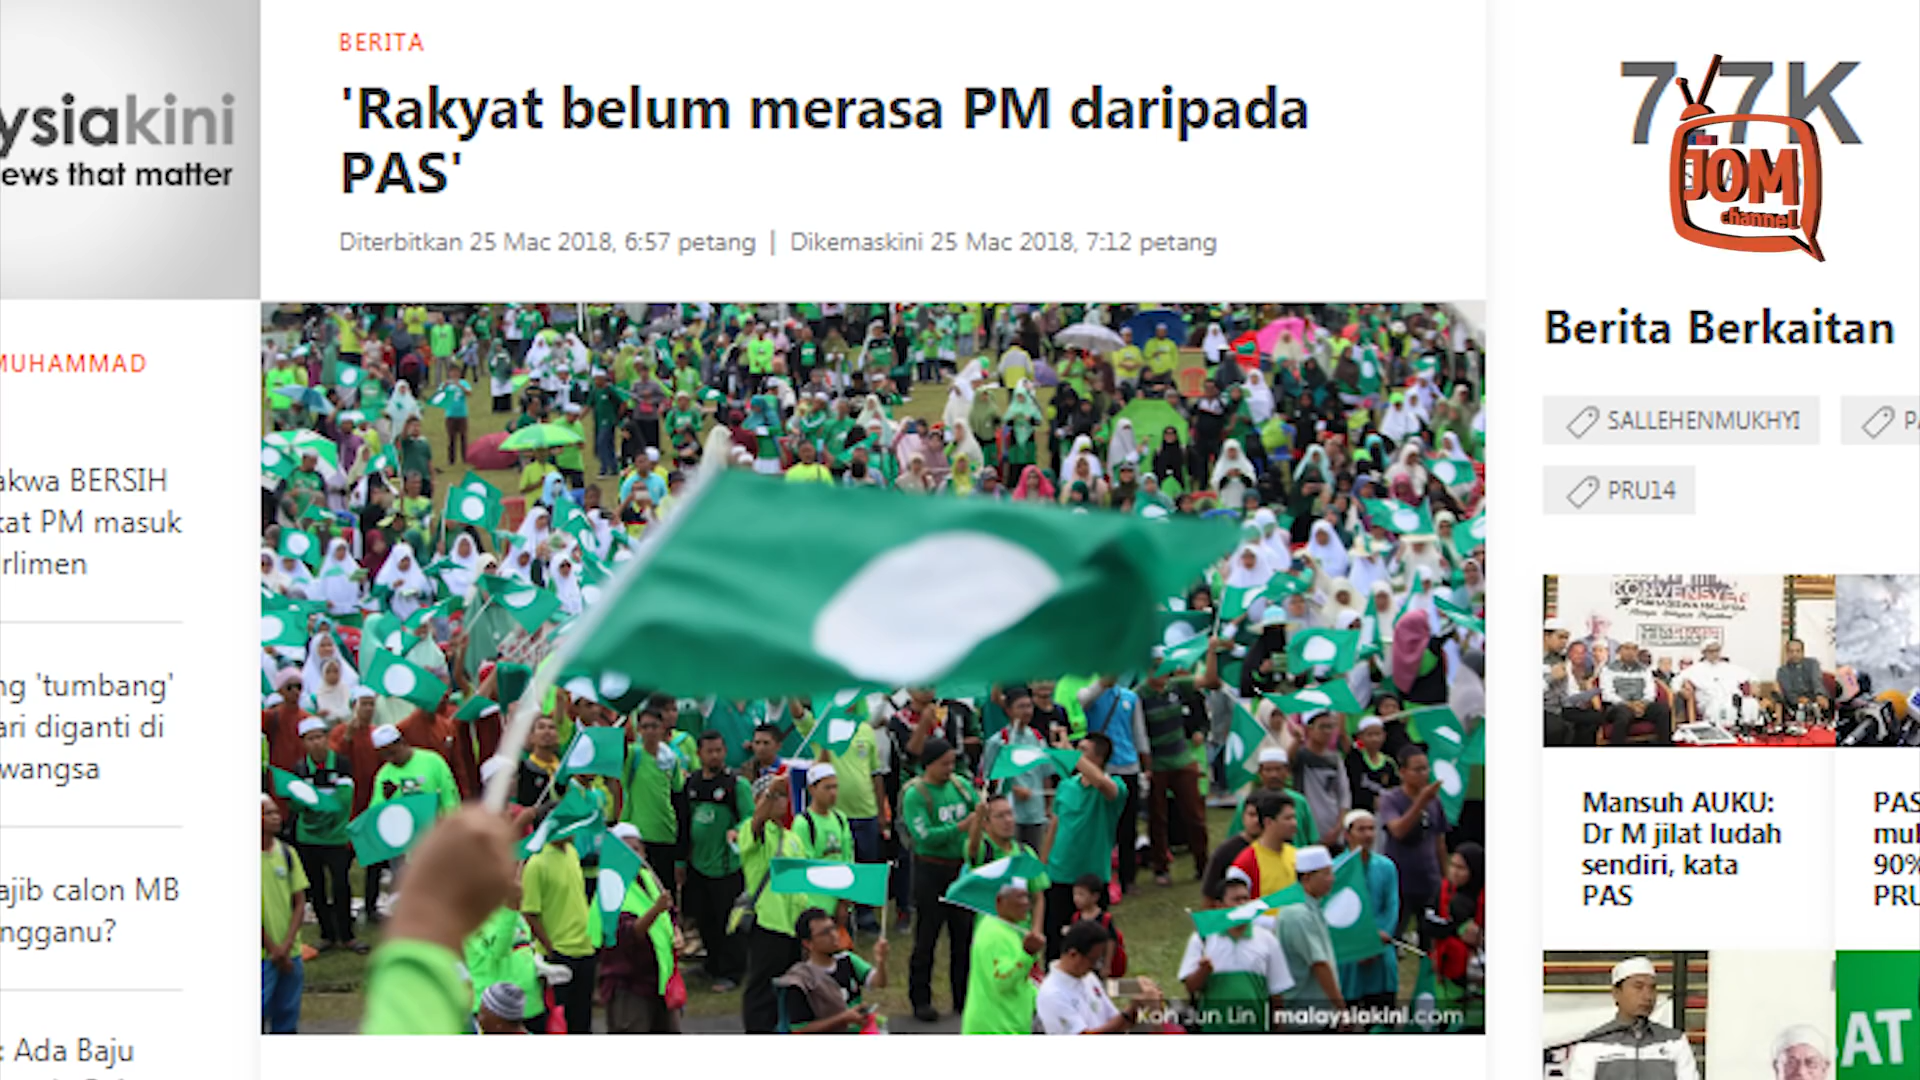 BERITA
'Rakyat belum merasa PM daripada
PAS'
Diterbitkan 25 Mac 2018, 6:57 petang | Dikemaskini 25 Mac 2018, 7:12 petang
ysiakini
ews that matter
MUHAMMAD
akwa BERSIH
kat PM masuk
rlimen
ng 'tumbang'
ari diganti di
wangsa
ajib calon MB
ngganu?
: Ada Baju
Koh Jun Lin | malaysiakini.com
7.7K
JOM
channel
Berita Berkaitan
SALLEHENMUKHYI
PRU14
Mansuh AUKU:
Dr M jilat ludah
sendiri, kata
PAS
PAS
mul
90%
PRU
AT